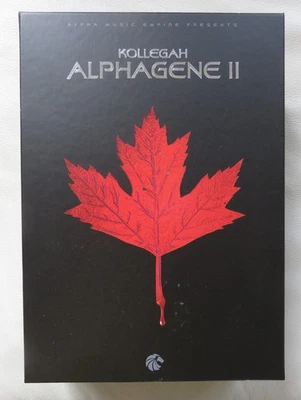 ALPHA MUSIC EMPIRE PRESENTS
KOLLEGAH
ALPHAGENE II